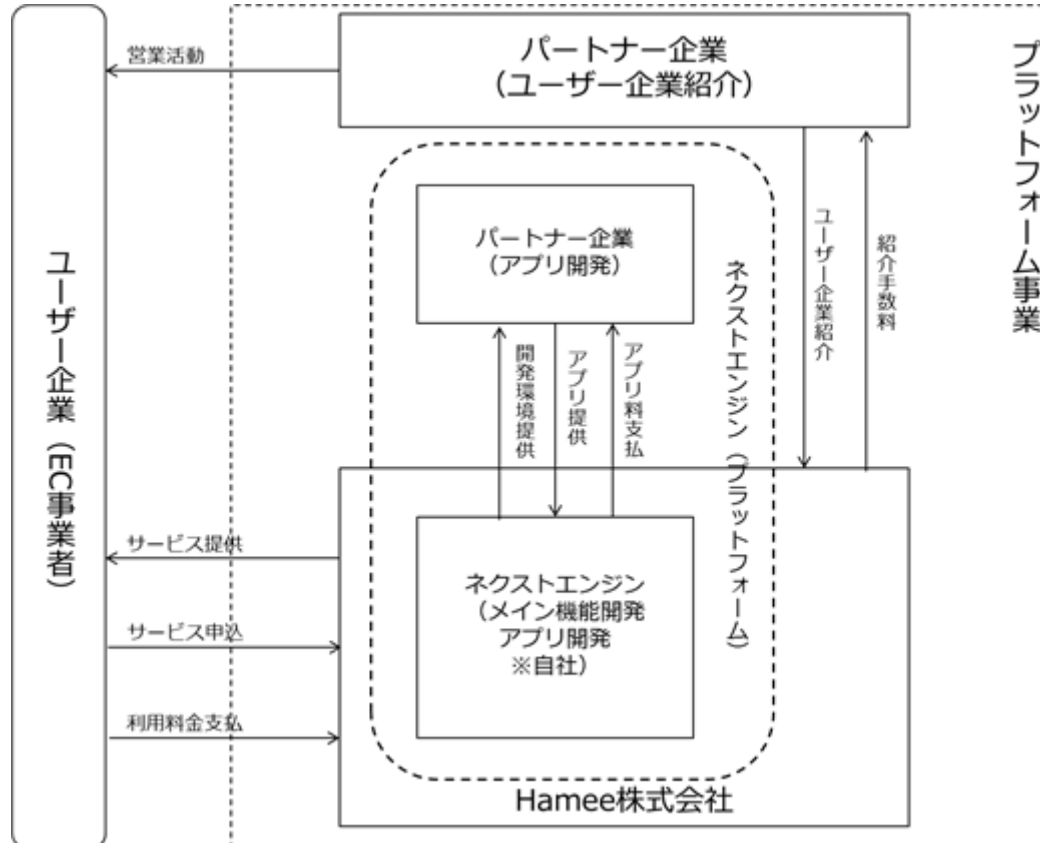 営業活動
パートナー企業
（ユーザー企業紹介）
プラットフォーム事業
パートナー企業
（アプリ開発）
ユーザー企業紹介
紹介手数料
ネクストエンジン（プラットフォーム）
開発環境提供
アプリ提供
アプリ料支払
ユーザー企業（EC事業者）
サービス提供
サービス申込
利用料金支払
ネクストエンジン
（メイン機能開発
アプリ開発
※自社）
Hamee株式会社